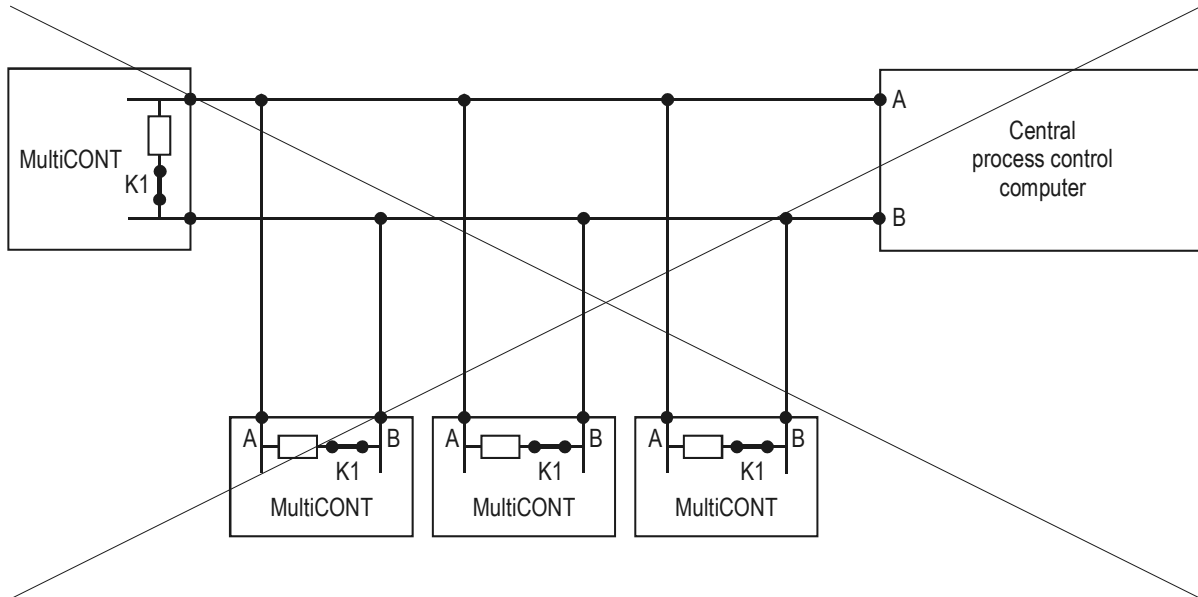 A
Central
process control
computer
MultiCONT
K1
B
A
B
K1
MultiCONT
A
B
K1
MultiCONT
A
B
K1
MultiCONT